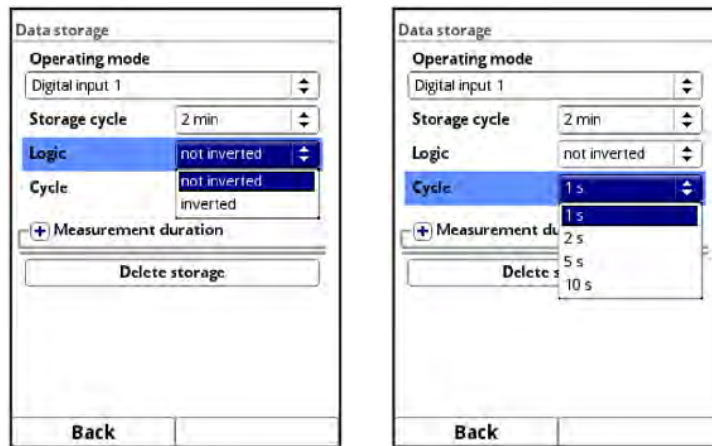 Data storage
Operating mode
Digital input 1
Storage cycle 2 min
Logic not inverted
not inverted
Cycle
inverted
Measurement duration
Delete storage
Back
Data storage
Operating mode
Digital input 1
Storage cycle 2 min
Logic not inverted
Cycle 1 s
1 s
Measurement du
2 s
5 s
Delete s
10 s
Back